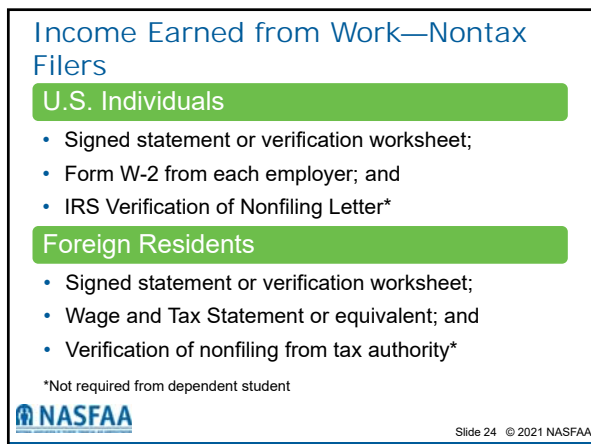 Income Earned from Work—Nontax
Filers
U.S. Individuals
• Signed statement or verification worksheet;
• Form W-2 from each employer; and
• IRS Verification of Nonfiling Letter*
Foreign Residents
• Signed statement or verification worksheet;
• Wage and Tax Statement or equivalent; and
• Verification of nonfiling from tax authority*
*Not required from dependent student
NASFAA
Slide 24 © 2021 NASFAA